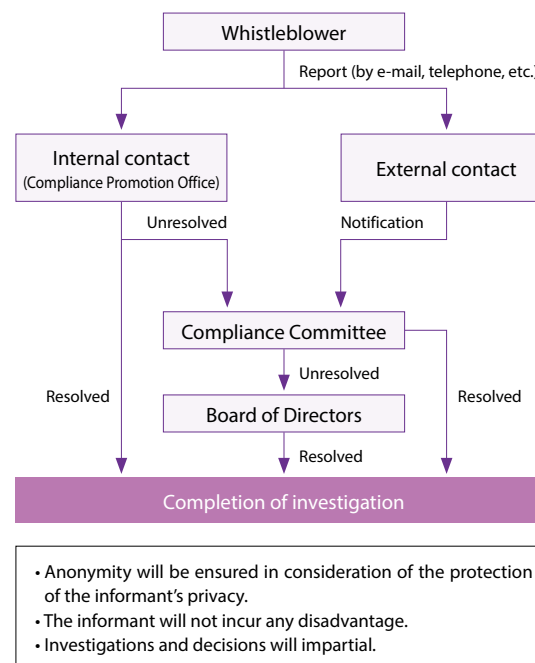 Whistleblower
Report (by e-mail, telephone, etc.)
Internal contact
(Compliance Promotion Office)
External contact
Unresolved
Notification
Compliance Committee
Unresolved
Resolved
Resolved
Board of Directors
Resolved
Completion of investigation
• Anonymity will be ensured in consideration of the protection
of the informant’s privacy.
• The informant will not incur any disadvantage.
• Investigations and decisions will impartial.